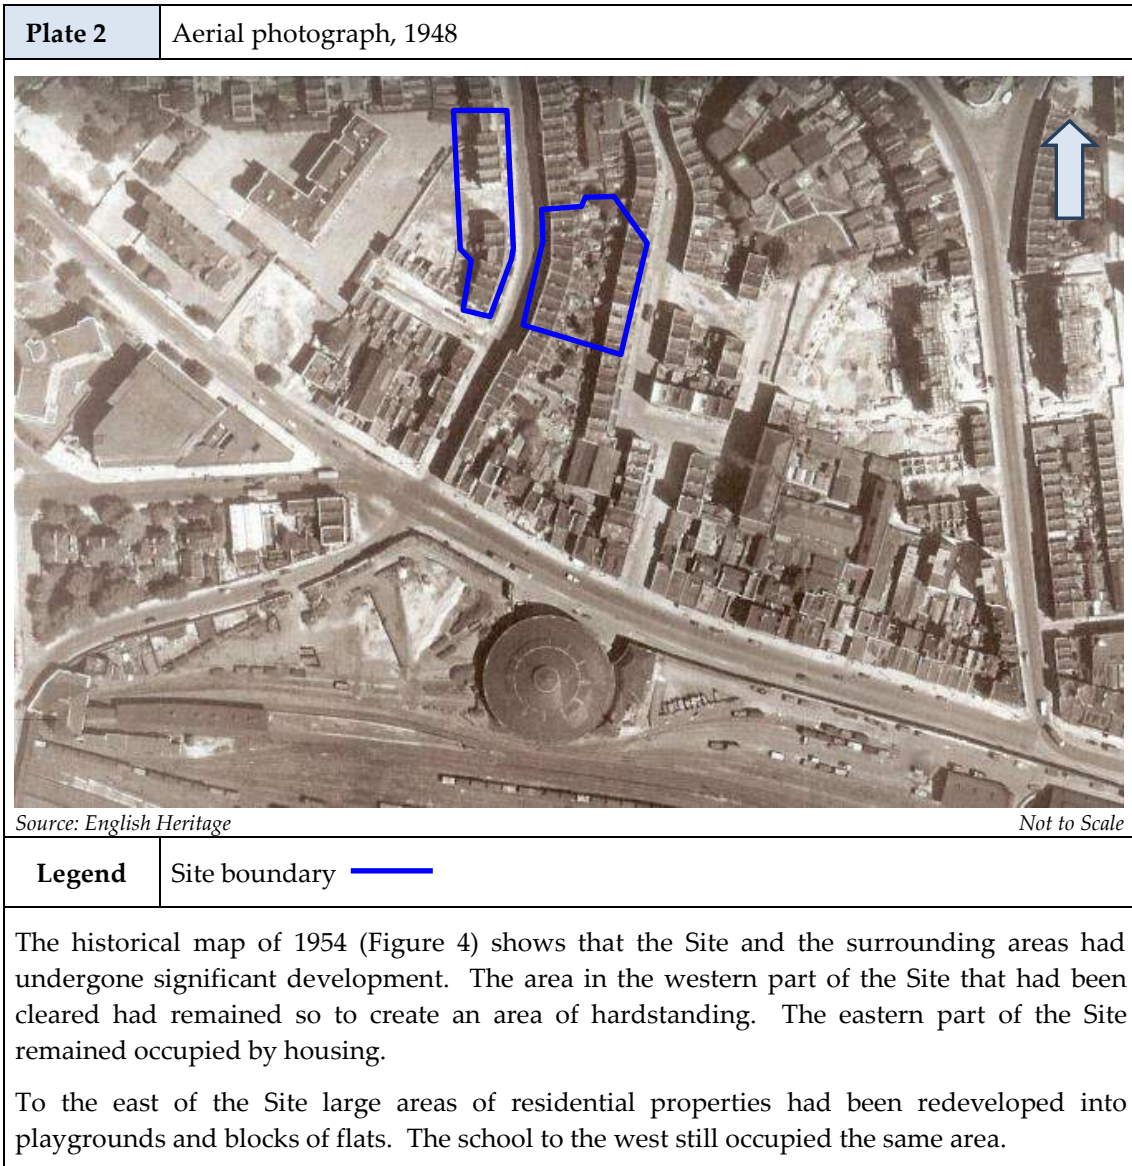 Plate 2 Aerial photograph, 1948
Source: English Heritage Not to Scale
Legend Site boundary
The historical map of 1954 (Figure 4) shows that the Site and the surrounding areas had
undergone significant development. The area in the western part of the Site that had been
cleared had remained so to create an area of hardstanding. The eastern part of the Site
remained occupied by housing.
To the east of the Site large areas of residential properties had been redeveloped into
playgrounds and blocks of flats. The school to the west still occupied the same area.